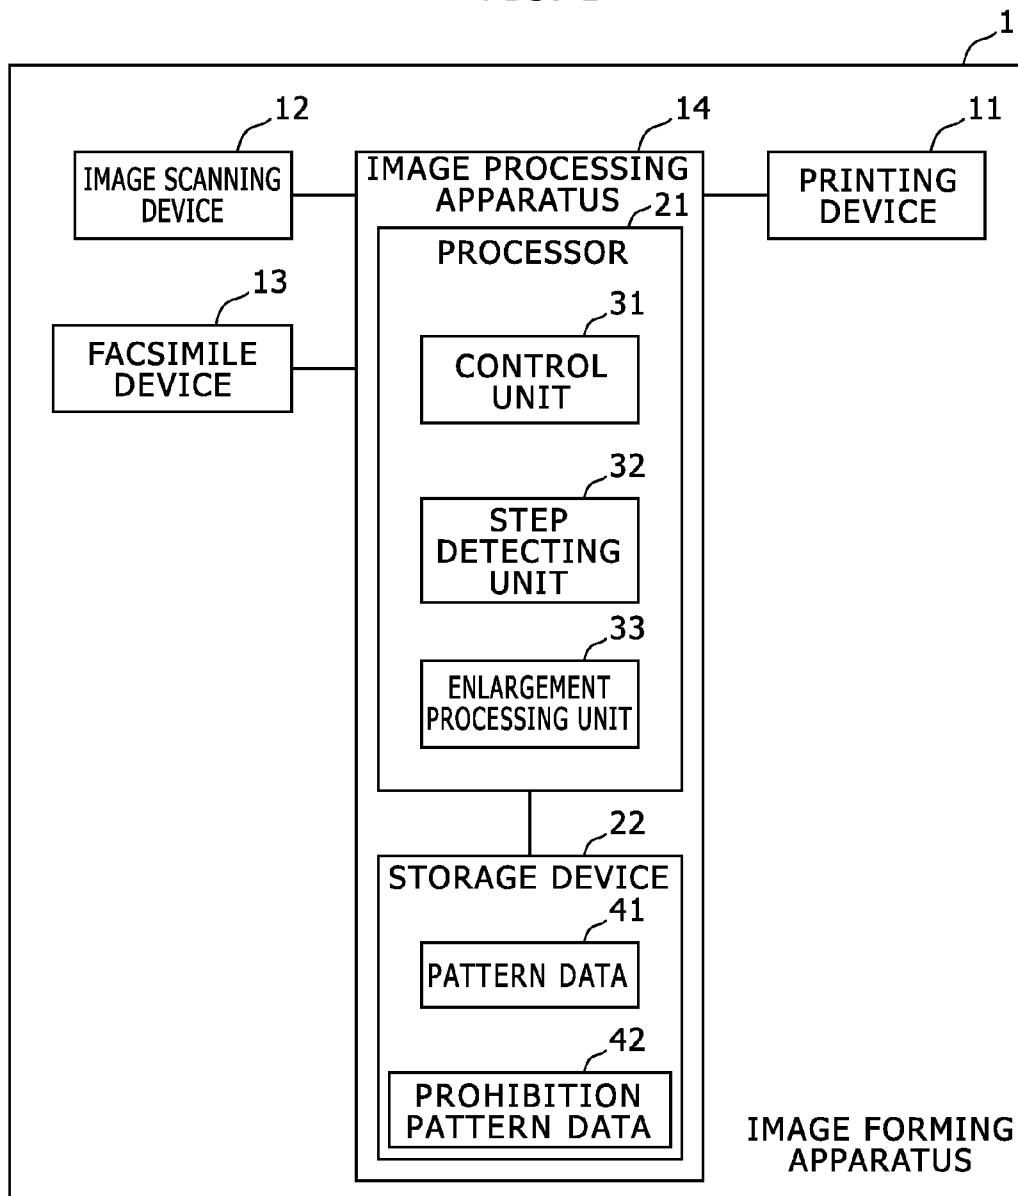 1
12
14
11
IMAGE SCANNING
DEVICE
IMAGE PROCESSING
APPARATUS
PRINTING
DEVICE
21
PROCESSOR
13
FACSIMILE
DEVICE
31
CONTROL
UNIT
32
STEP
DETECTING
UNIT
33
ENLARGEMENT
PROCESSING UNIT
22
STORAGE DEVICE
41
PATTERN DATA
42
PROHIBITION
PATTERN DATA
IMAGE FORMING
APPARATUS